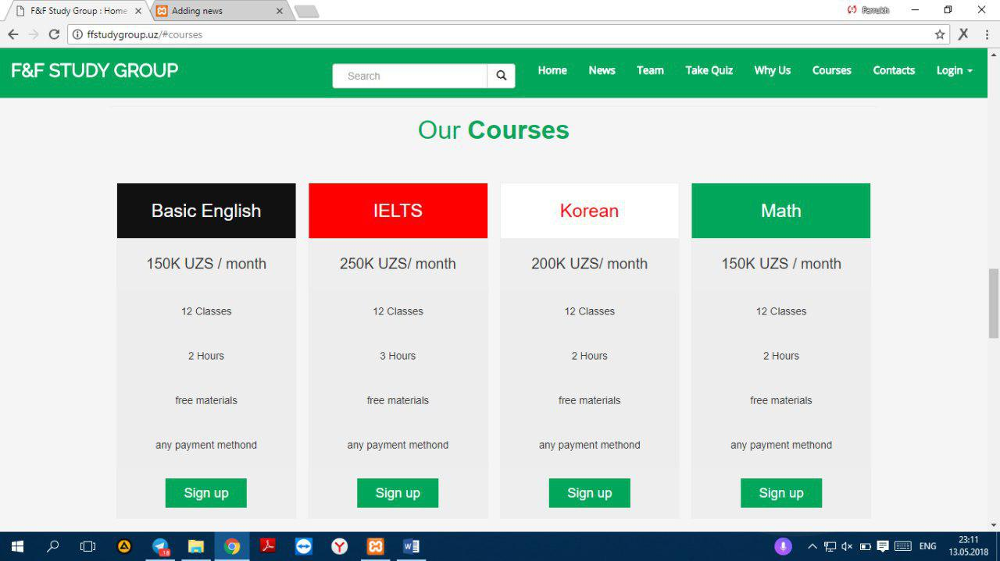 F&F Study Group : Home
Adding news
Farrukh
ffstudygroup.uz/#courses
F&F STUDY GROUP
Search
Home
News
Team
Take Quiz
Why Us
Courses
Contacts
Login
Our Courses
Basic English
IELTS
Korean
Math
150K UZS / month
250K UZS/ month
200K UZS/ month
150K UZS / month
12 Classes
12 Classes
12 Classes
12 Classes
2 Hours
3 Hours
2 Hours
2 Hours
free materials
free materials
free materials
free materials
any payment methond
any payment methond
any payment methond
any payment methond
Sign up
Sign up
Sign up
Sign up
ENG
23:11
13.05.2018